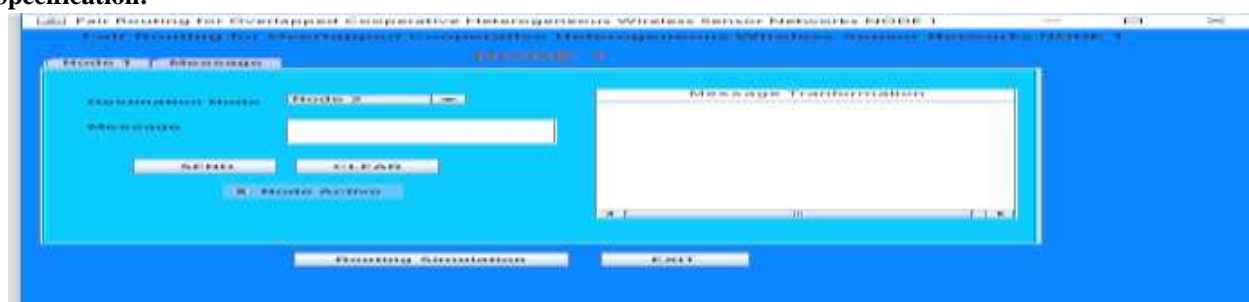 Specification:
Fair Routing for Overlapped Cooperative Heterogeneous Wireless Sensor Networks NODE 1
Fair Routing for Overlapped Cooperative Heterogeneous Wireless Sensor Networks NODE 1
Node 1 Message
Destination Node Node 2
Message
SEND CLEAR
Node Active
Message Tranformation
Routing Simulation EXIT